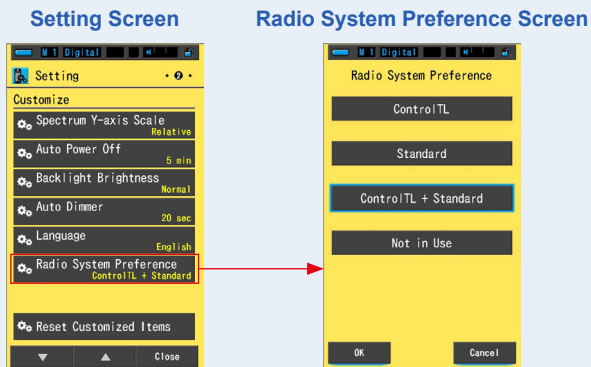 Setting Screen
Radio System Preference Screen
M 1 Digital
Setting
• ❷ •
Customize
Spectrum Y-axis Scale
Relative
Auto Power Off
5 min
Backlight Brightness
Normal
Auto Dimmer
20 sec
Language
English
Radio System Preference
ControlTL + Standard
Reset Customized Items
▼ ▲ Close
M 1 Digital
Radio System Preference
ControlTL
Standard
ControlTL + Standard
Not in Use
OK Cancel